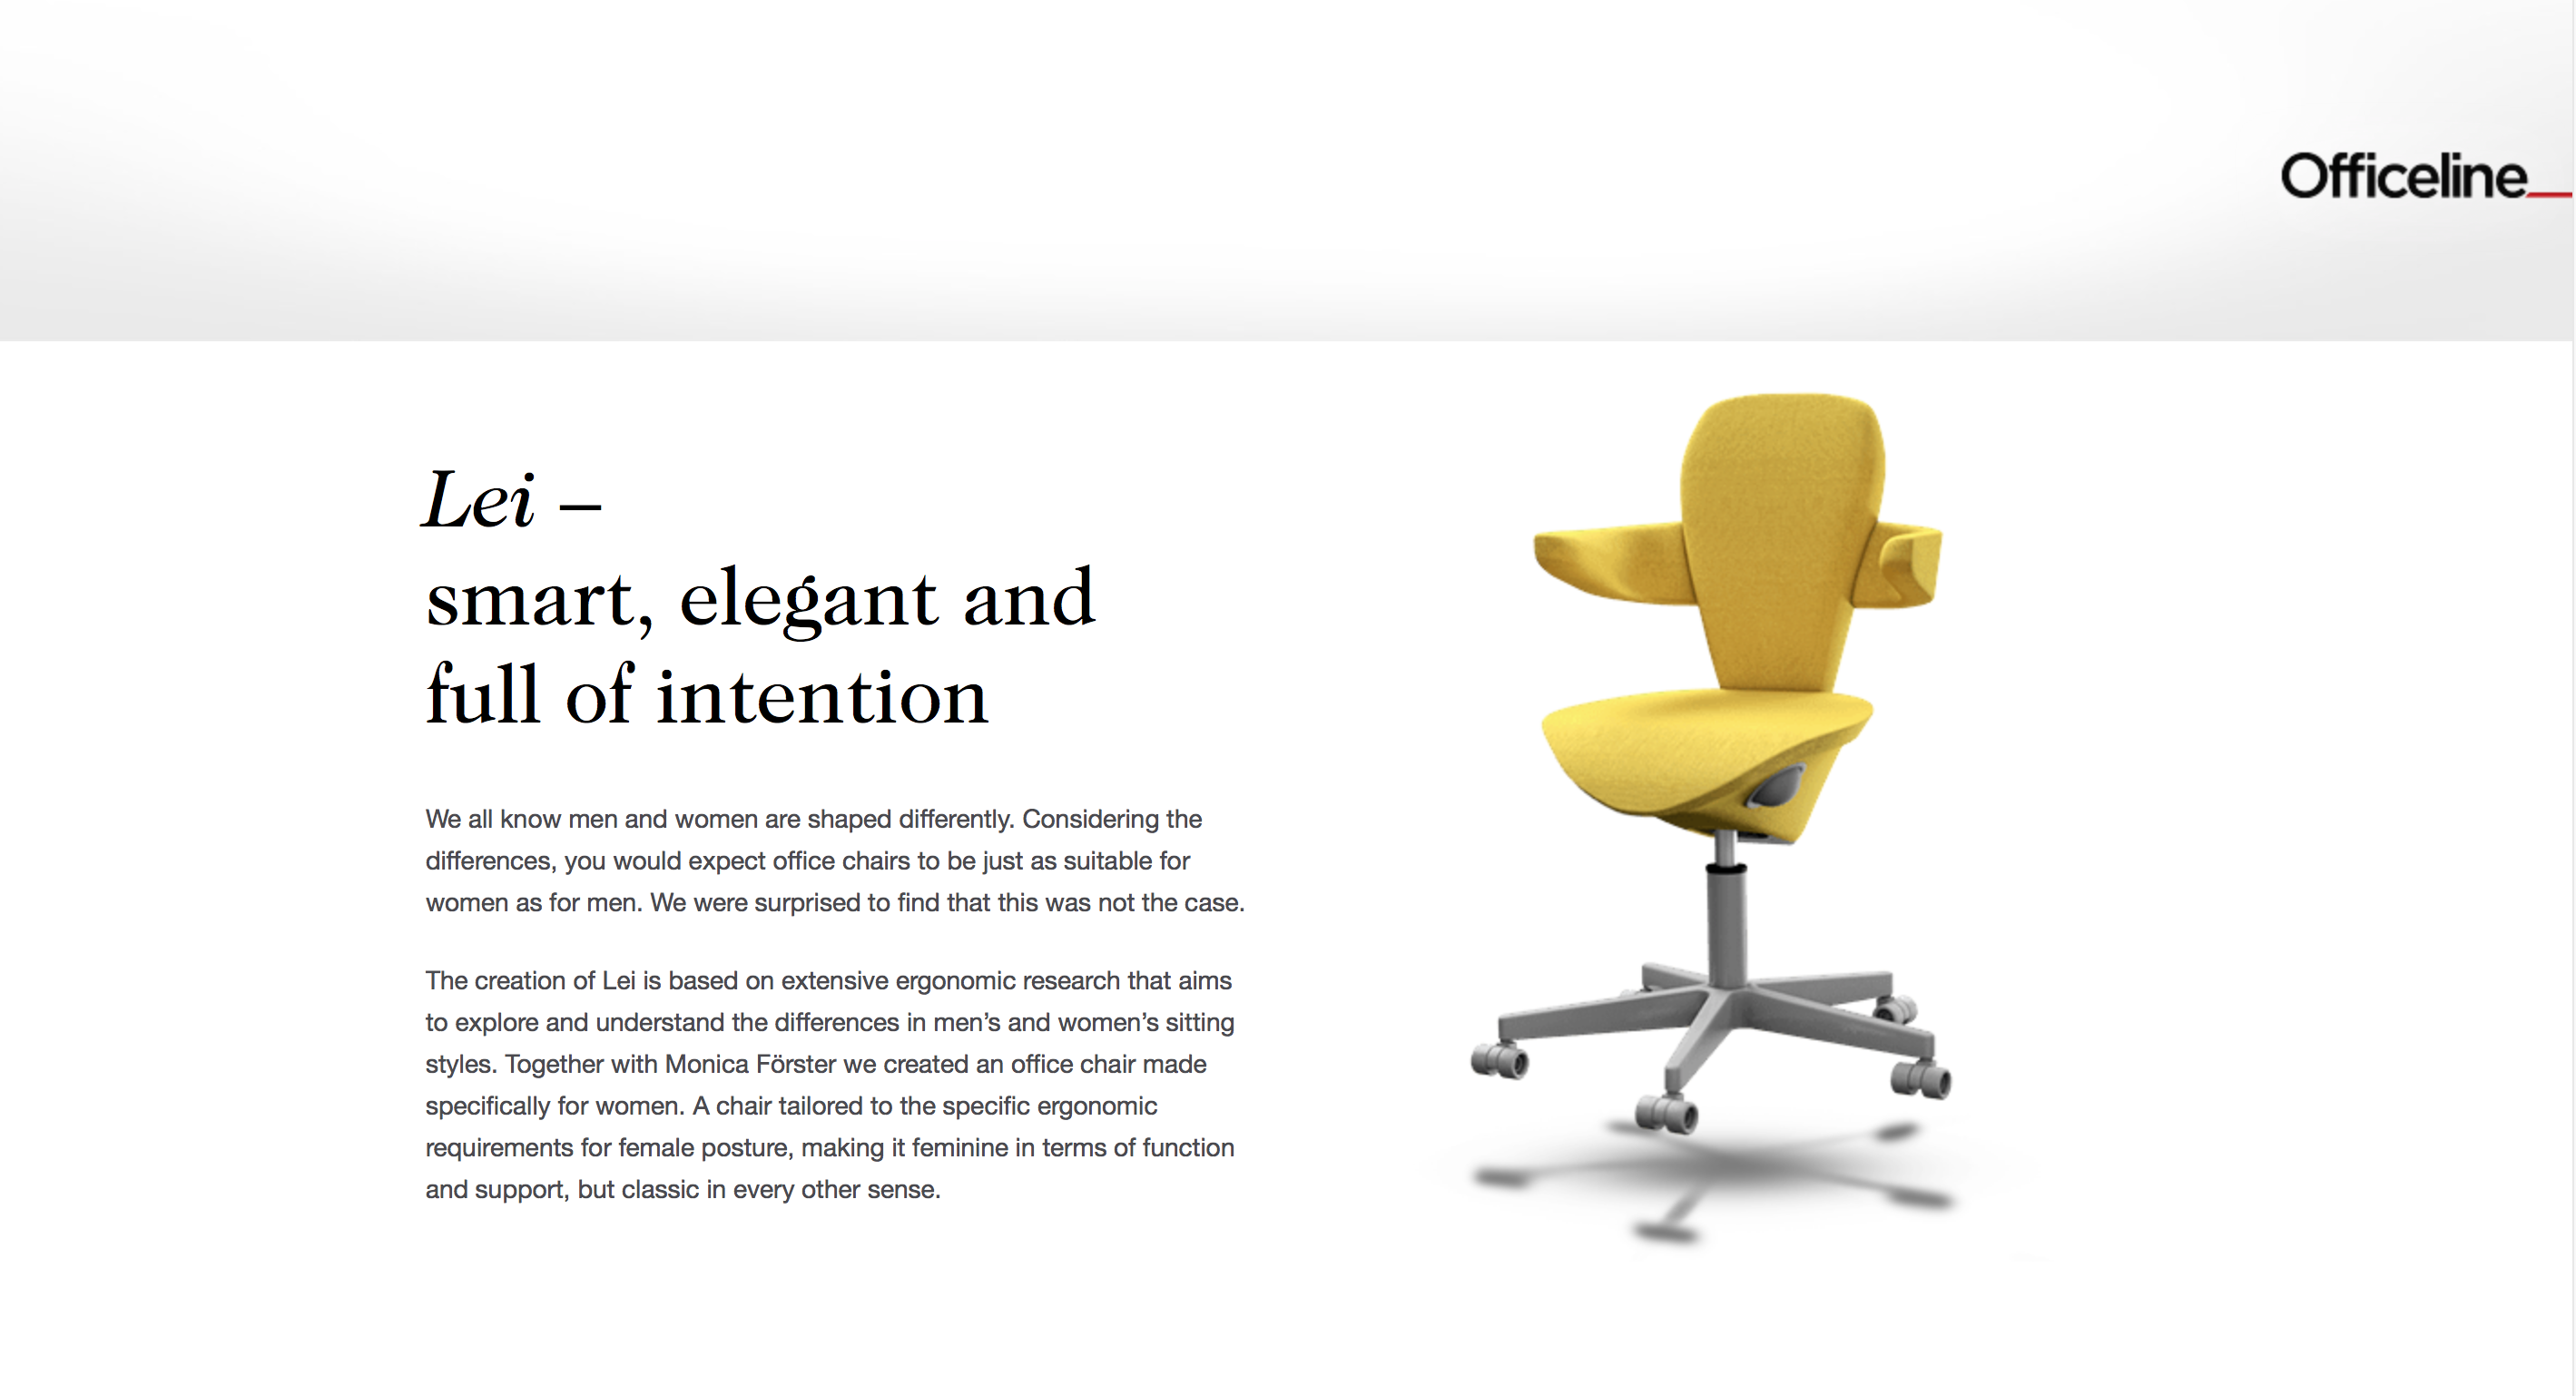 Officeline
Lei –
smart, elegant and
full of intention
We all know men and women are shaped differently. Considering the
differences, you would expect office chairs to be just as suitable for
women as for men. We were surprised to find that this was not the case.
The creation of Lei is based on extensive ergonomic research that aims
to explore and understand the differences in men’s and women’s sitting
styles. Together with Monica Förster we created an office chair made
specifically for women. A chair tailored to the specific ergonomic
requirements for female posture, making it feminine in terms of function
and support, but classic in every other sense.